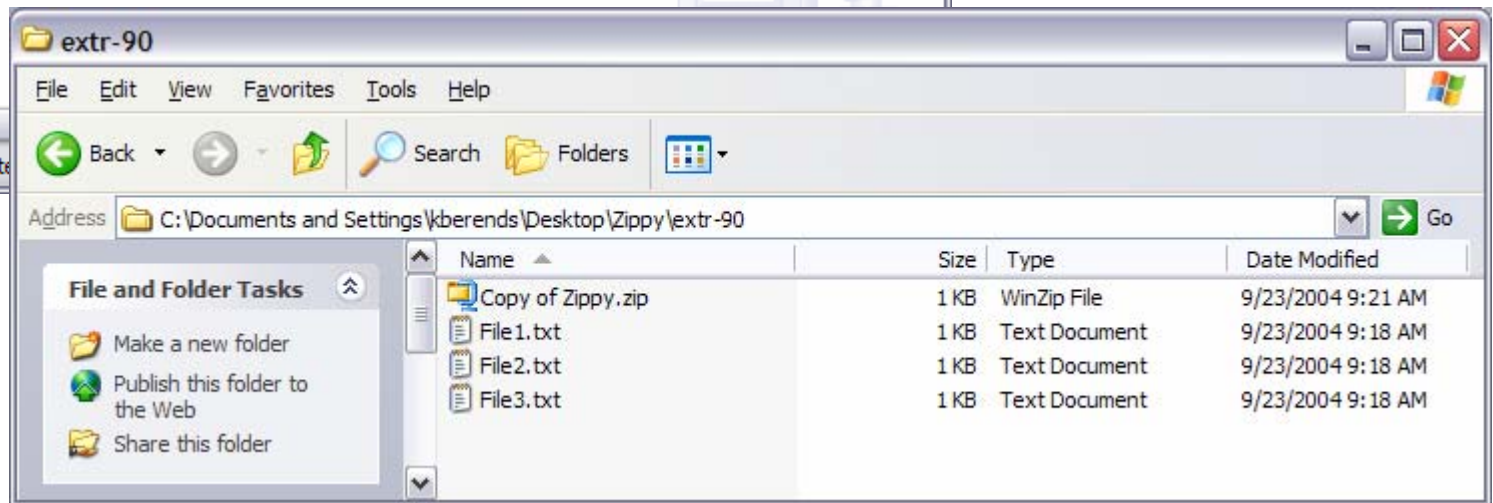 extr-90
File Edit View Favorites Tools Help
Back Search Folders
Address C:\Documents and Settings\kberends\Desktop\Zippy\extr-90 Go
Name Size Type Date Modified
File and Folder Tasks
Make a new folder
Publish this folder to
the Web
Share this folder
Copy of Zippy.zip 1 KB WinZip File 9/23/2004 9:21 AM
File1.txt 1 KB Text Document 9/23/2004 9:18 AM
File2.txt 1 KB Text Document 9/23/2004 9:18 AM
File3.txt 1 KB Text Document 9/23/2004 9:18 AM